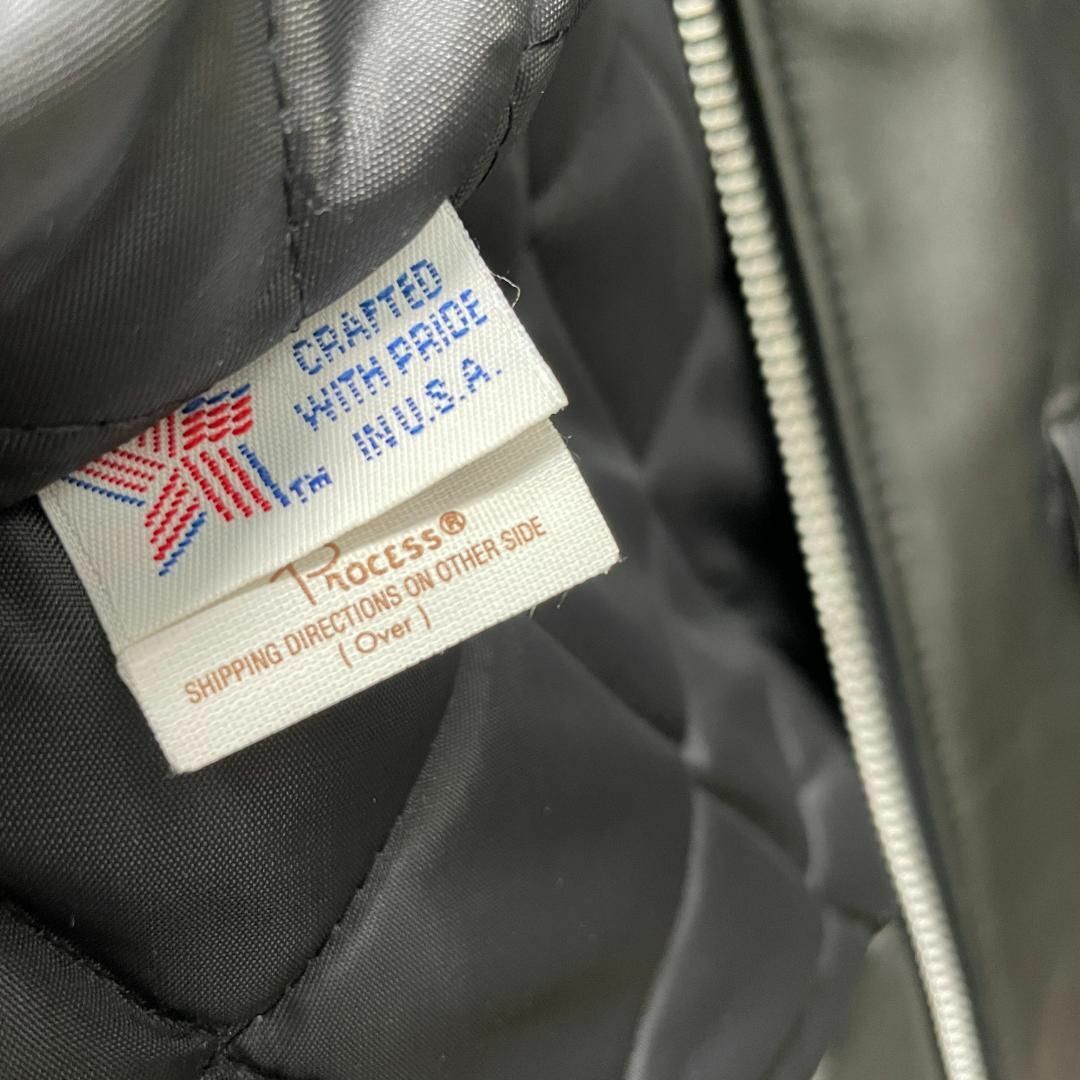 CRAFTED
WITH PRIDE
IN U.S.A.
TM
PROCESS®
SHIPPING DIRECTIONS ON OTHER SIDE
( Over )